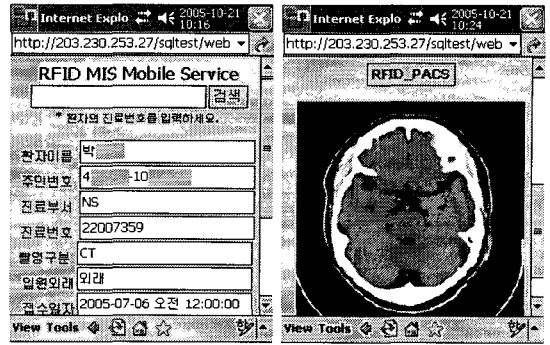 Internet Explo 2005-10-21 10:16
http://203.230.253.27/sqltest/web
RFID MIS Mobile Service
검색
* 환자의 진료번호를 입력하세요.
환자이름 박
주민번호 4 -10
진료부서 NS
진료번호 22007359
촬영구분 CT
입원외래 외래
접수일자 2005-07-06 오전 12:00:00
View Tools 한
Internet Explo 2005-10-21 10:24
http://203.230.253.27/sqltest/web
RFID_PACS
View Tools 한